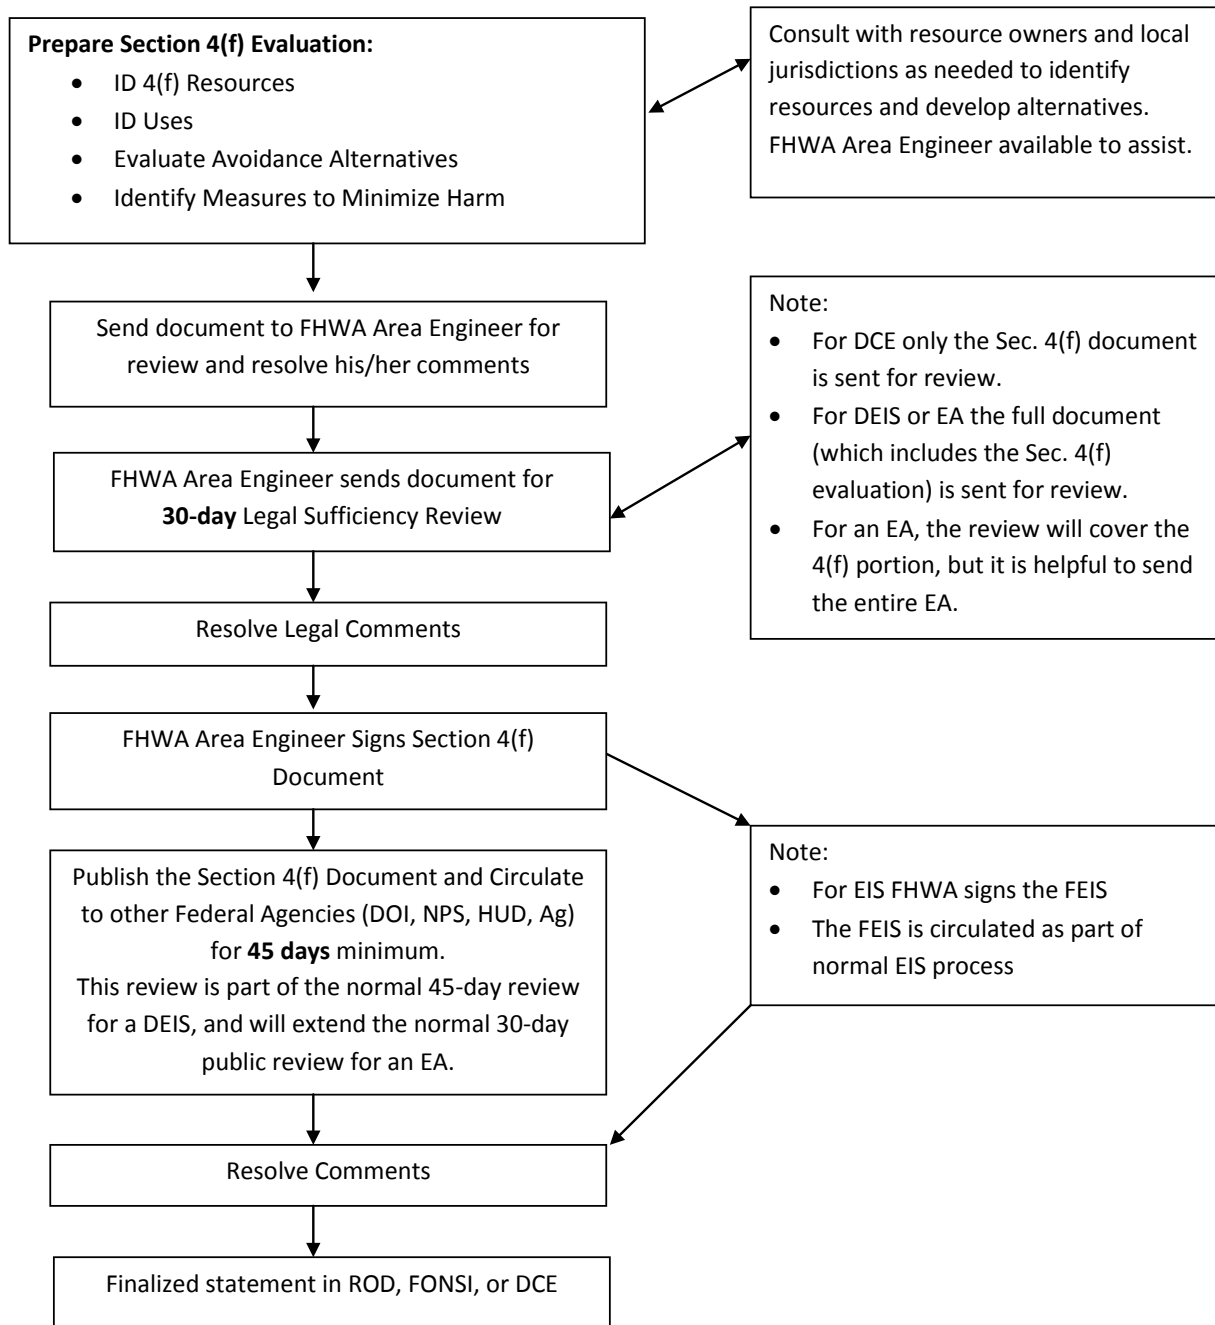 Prepare Section 4(f) Evaluation:
• ID 4(f) Resources
• ID Uses
• Evaluate Avoidance Alternatives
• Identify Measures to Minimize Harm
Consult with resource owners and local
jurisdictions as needed to identify
resources and develop alternatives.
FHWA Area Engineer available to assist.
Send document to FHWA Area Engineer for
review and resolve his/her comments
FHWA Area Engineer sends document for
30-day Legal Sufficiency Review
Note:
• For DCE only the Sec. 4(f) document
is sent for review.
• For DEIS or EA the full document
(which includes the Sec. 4(f)
evaluation) is sent for review.
• For an EA, the review will cover the
4(f) portion, but it is helpful to send
the entire EA.
Resolve Legal Comments
FHWA Area Engineer Signs Section 4(f)
Document
Publish the Section 4(f) Document and Circulate
to other Federal Agencies (DOI, NPS, HUD, Ag)
for 45 days minimum.
This review is part of the normal 45-day review
for a DEIS, and will extend the normal 30-day
public review for an EA.
Note:
• For EIS FHWA signs the FEIS
• The FEIS is circulated as part of
normal EIS process
Resolve Comments
Finalized statement in ROD, FONSI, or DCE